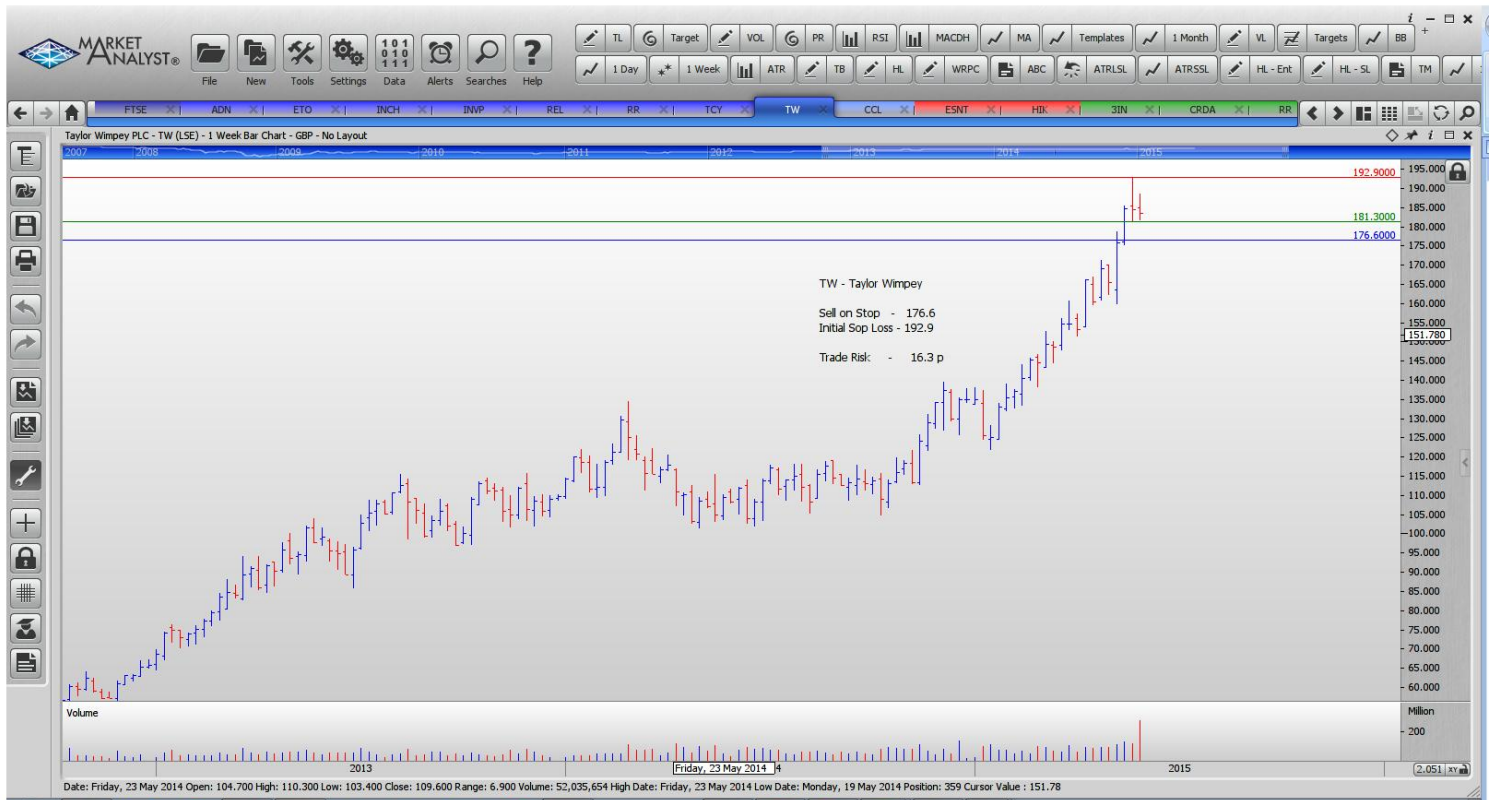 i
MARKET
ANALYST®
TL Target VOL PR RSI MACDH MA Templates 1 Month VL Targets BB +
1 Day 1 Week ATR TB HL WRPC ABC ATRLSL ATRSSL HL - Ent HL - SL TM
101
010
111
?
File New Tools Settings Data Alerts Searches Help
FTSE ADN ETO INCH INVP REL RR TCY TW CCL ESNT HIK 3IN CRDA RR
Taylor Wimpey PLC - TW (LSE) - 1 Week Bar Chart - GBP - No Layout
i
2007 2008 2009 2010 2011 2012 2013 2014 2015
192.9000
181.3000
176.6000
195.000
190.000
185.000
180.000
175.000
170.000
165.000
160.000
155.000
151.780
150.000
145.000
140.000
135.000
130.000
125.000
120.000
115.000
110.000
105.000
100.000
95.000
90.000
85.000
80.000
75.000
70.000
65.000
60.000
TW - Taylor Wimpey
Sell on Stop - 176.6
Initial Sop Loss - 192.9
Trade Risk - 16.3 p
Volume
Million
200
2013 Friday, 23 May 2014 4 2015
2.051 XY
Date: Friday, 23 May 2014 Open: 104.700 High: 110.300 Low: 103.400 Close: 109.600 Range: 6.900 Volume: 52,035,654 High Date: Friday, 23 May 2014 Low Date: Monday, 19 May 2014 Position: 359 Cursor Value : 151.78